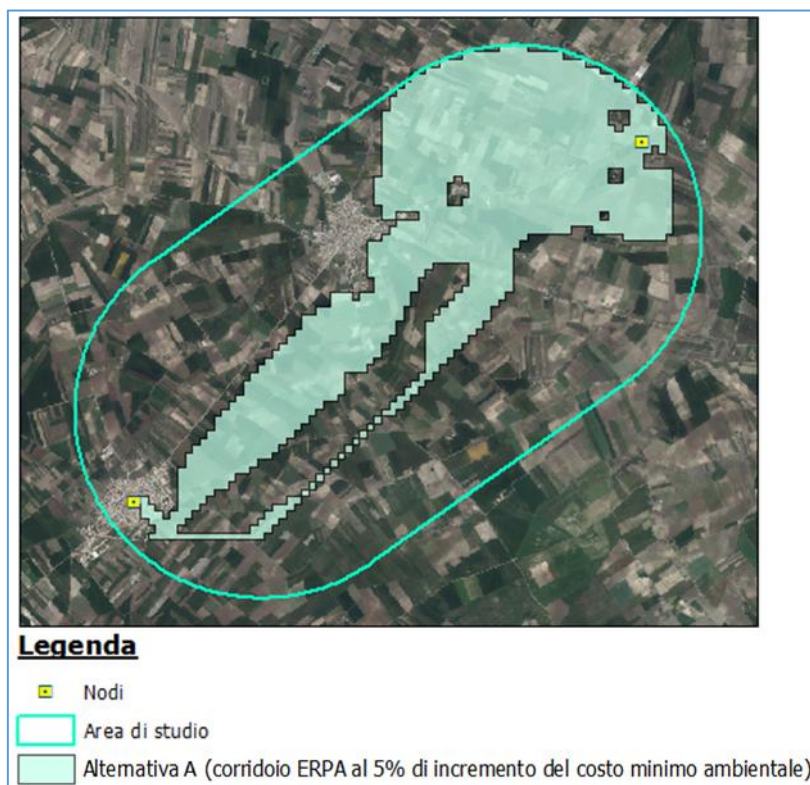 Legenda
Nodi
Area di studio
Alternativa A (corridoio ERPA al 5% di incremento del costo minimo ambientale)